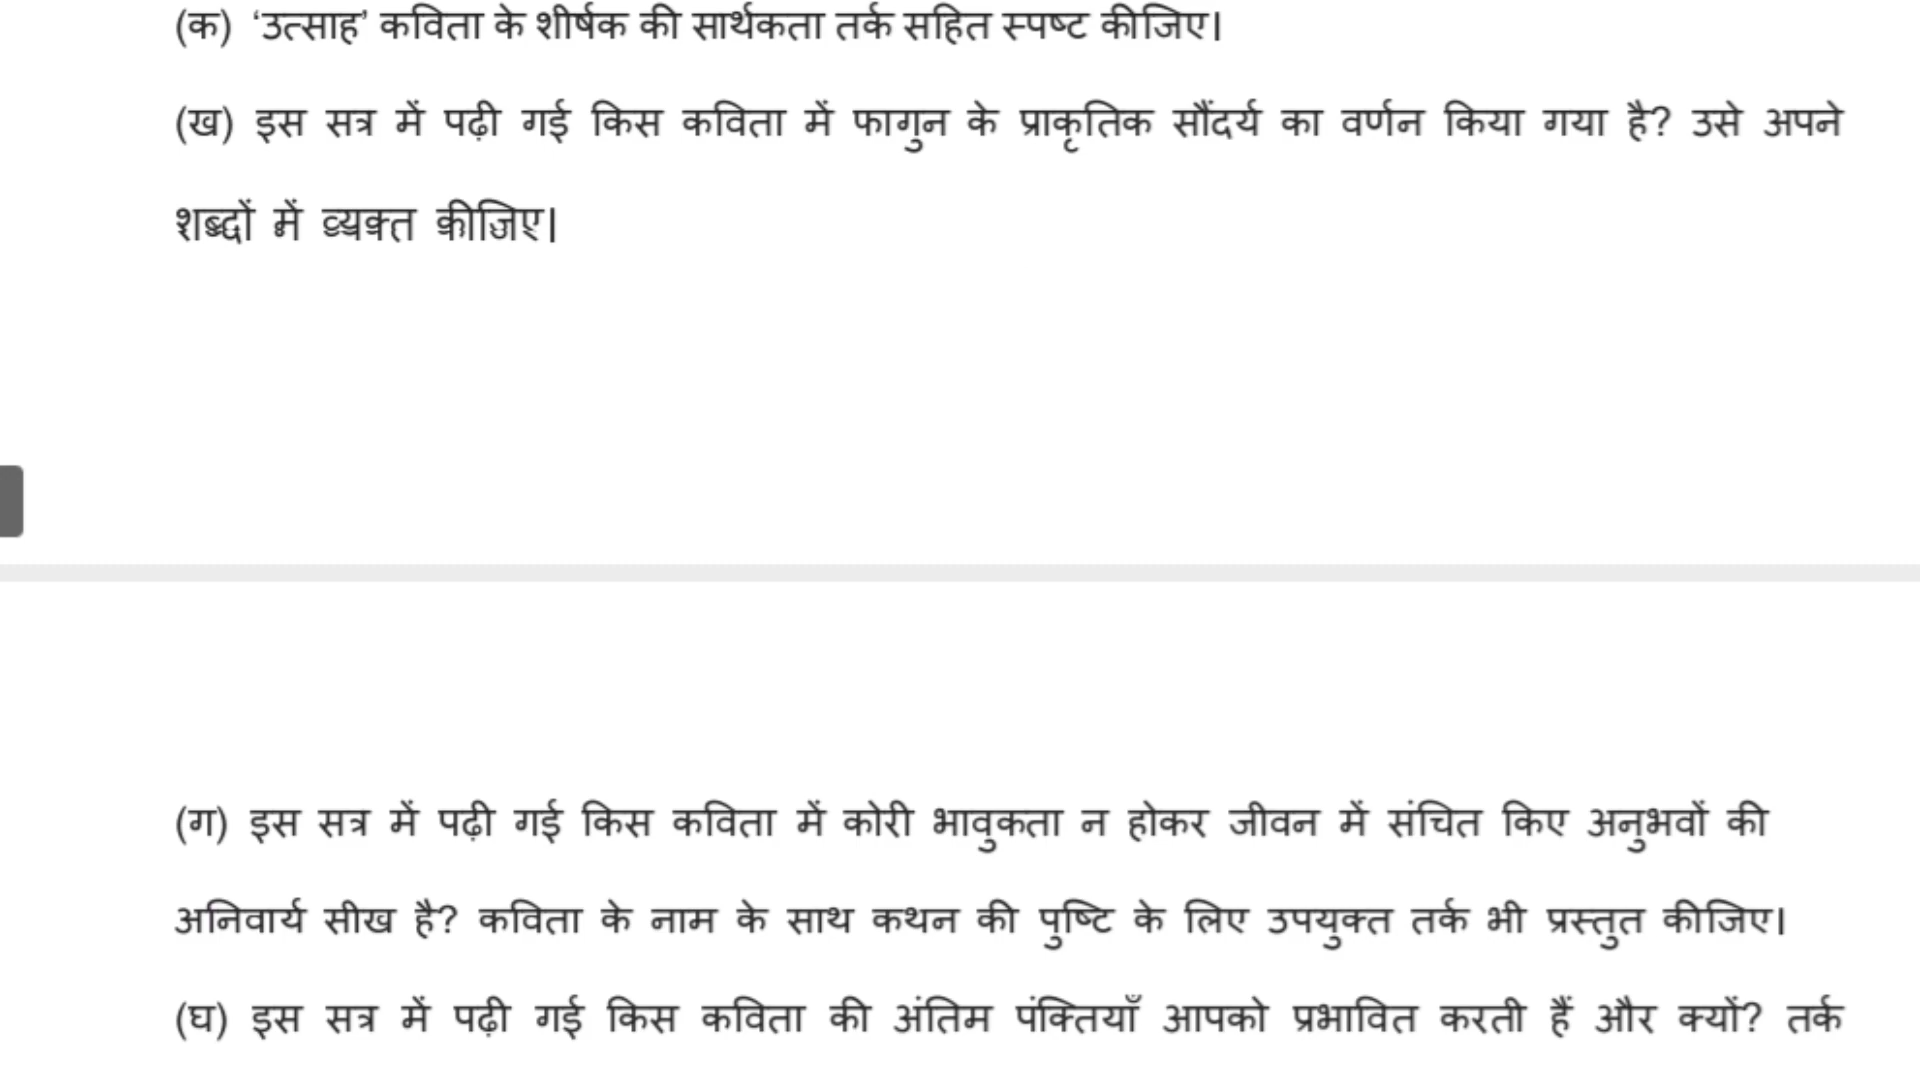 (क) ‘उत्साह’ कविता के शीर्षक की सार्थकता तर्क सहित स्पष्ट कीजिए।
(ख) इस सत्र में पढ़ी गई किस कविता में फागुन के प्राकृतिक सौंदर्य का वर्णन किया गया है? उसे अपने
शब्दों में व्यक्त कीजिए।
(ग) इस सत्र में पढ़ी गई किस कविता में कोरी भावुकता न होकर जीवन में संचित किए अनुभवों की
अनिवार्य सीख है? कविता के नाम के साथ कथन की पुष्टि के लिए उपयुक्त तर्क भी प्रस्तुत कीजिए।
(घ) इस सत्र में पढ़ी गई किस कविता की अंतिम पंक्तियाँ आपको प्रभावित करती हैं और क्यों? तर्क